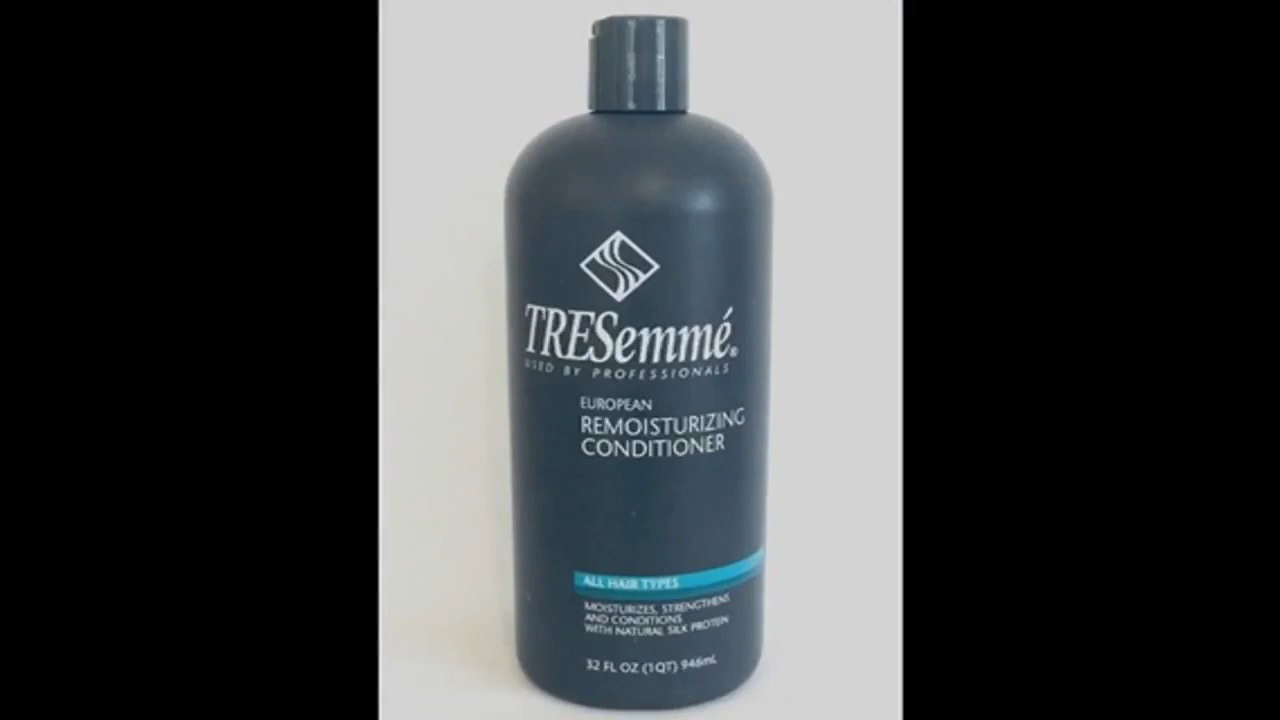 TRESemmé®
USED BY PROFESSIONALS
EUROPEAN
REMOISTURIZING
CONDITIONER
ALL HAIR TYPES
MOISTURIZES, STRENGTHENS
AND CONDITIONS
WITH NATURAL SILK PROTEIN
32 FL OZ (1QT) 946mL